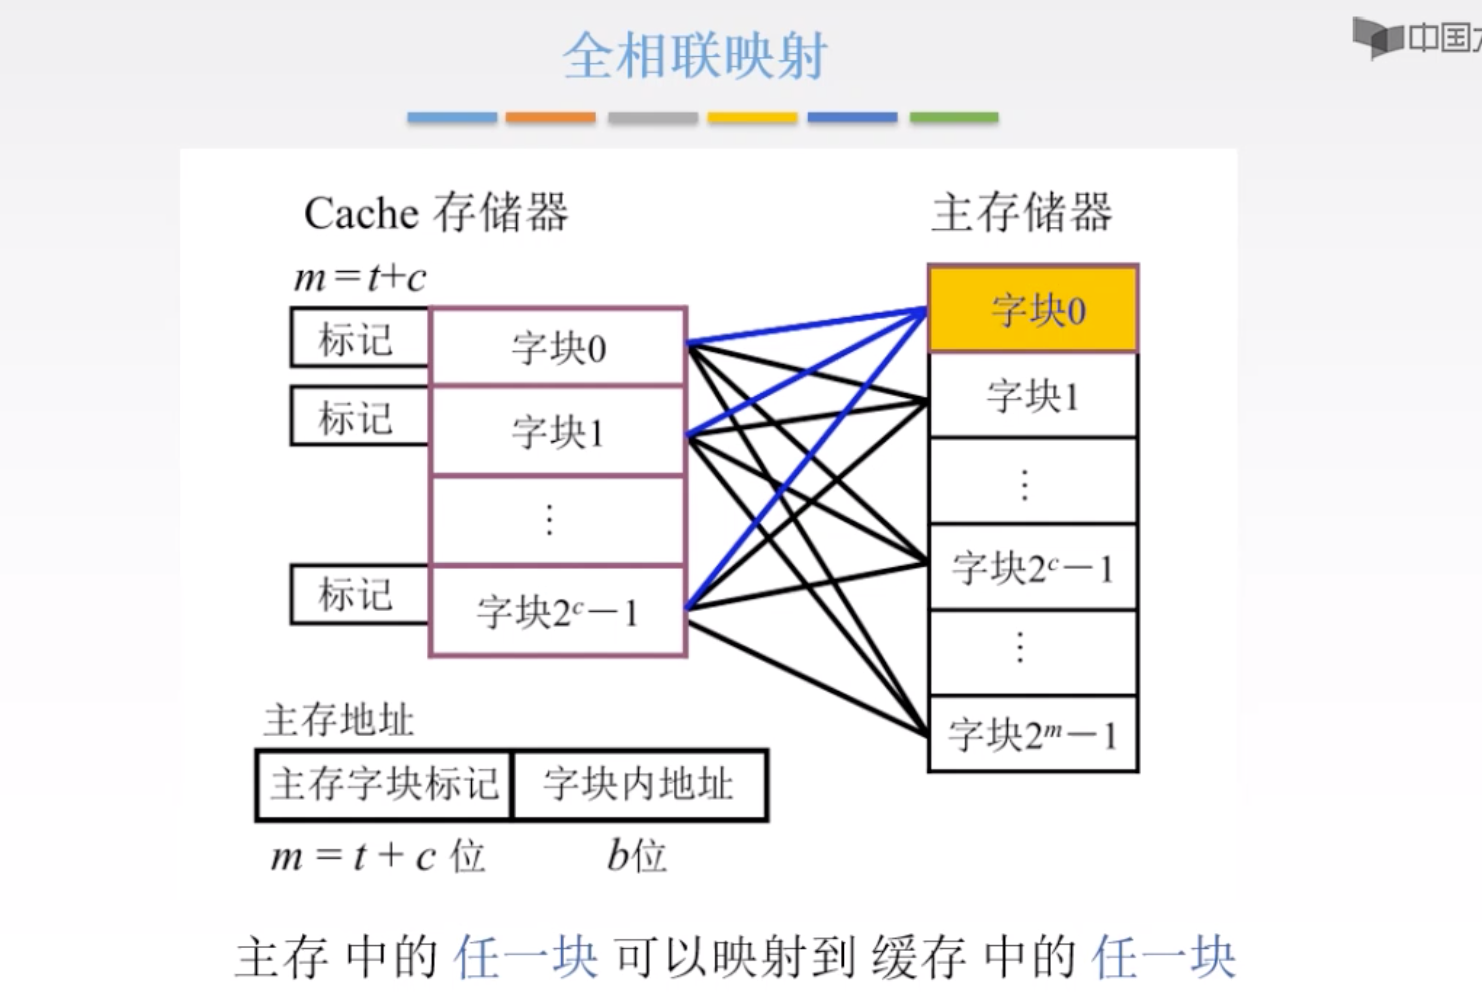 全相联映射
中国
Cache 存储器
主存储器
m = t+c
标记
字块0
标记
字块1
⋮
标记
字块2ᶜ－1
字块0
字块1
⋮
字块2ᶜ－1
⋮
字块2ᵐ－1
主存地址
主存字块标记
字块内地址
m = t + c 位
b位
主存 中的 任一块 可以映射到 缓存 中的 任一块